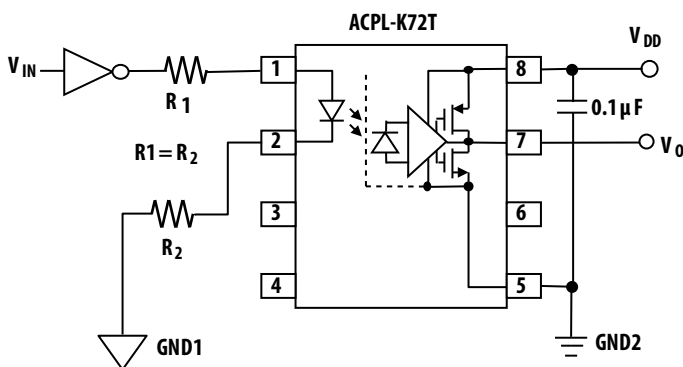 ACPL-K72T
V_IN
R_1
1
8
V_DD
0.1 µF
R1 = R_2
2
7
V_O
3
6
R_2
4
5
GND1
GND2